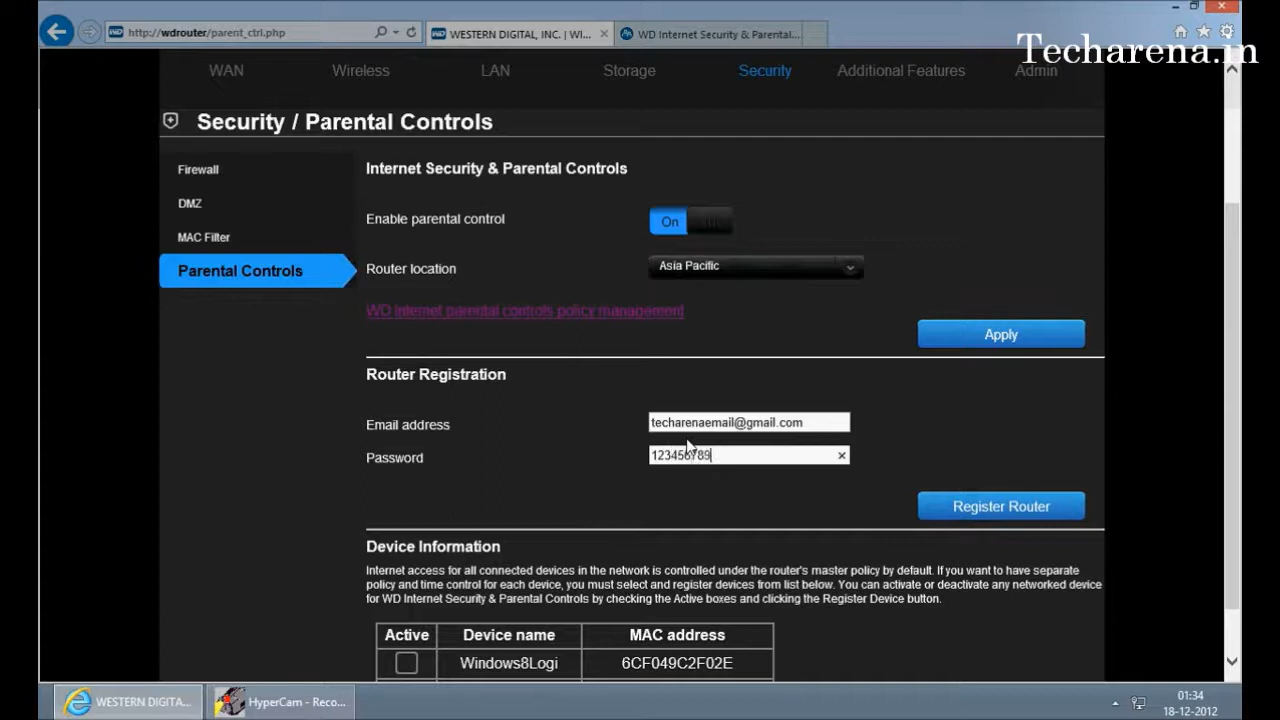 http://wdrouter/parent_ctrl.php
WESTERN DIGITAL, INC. | WI...
WD Internet Security & Parental...
Techarena.in
WAN
Wireless
LAN
Storage
Security
Additional Features
Admin
Security / Parental Controls
Firewall
DMZ
MAC Filter
Parental Controls
Internet Security & Parental Controls
Enable parental control
On
Router location
Asia Pacific
WD Internet parental controls policy management
Apply
Router Registration
Email address
techarenaemail@gmail.com
Password
123456789
Register Router
Device Information
Internet access for all connected devices in the network is controlled under the router's master policy by default. If you want to have separate
policy and time control for each device, you must select and register devices from list below. You can activate or deactivate any networked device
for WD Internet Security & Parental Controls by checking the Active boxes and clicking the Register Device button.
Active Device name MAC address
Windows8Logi 6CF049C2F02E
WESTERN DIGITA...
HyperCam - Reco...
01:34
18-12-2012